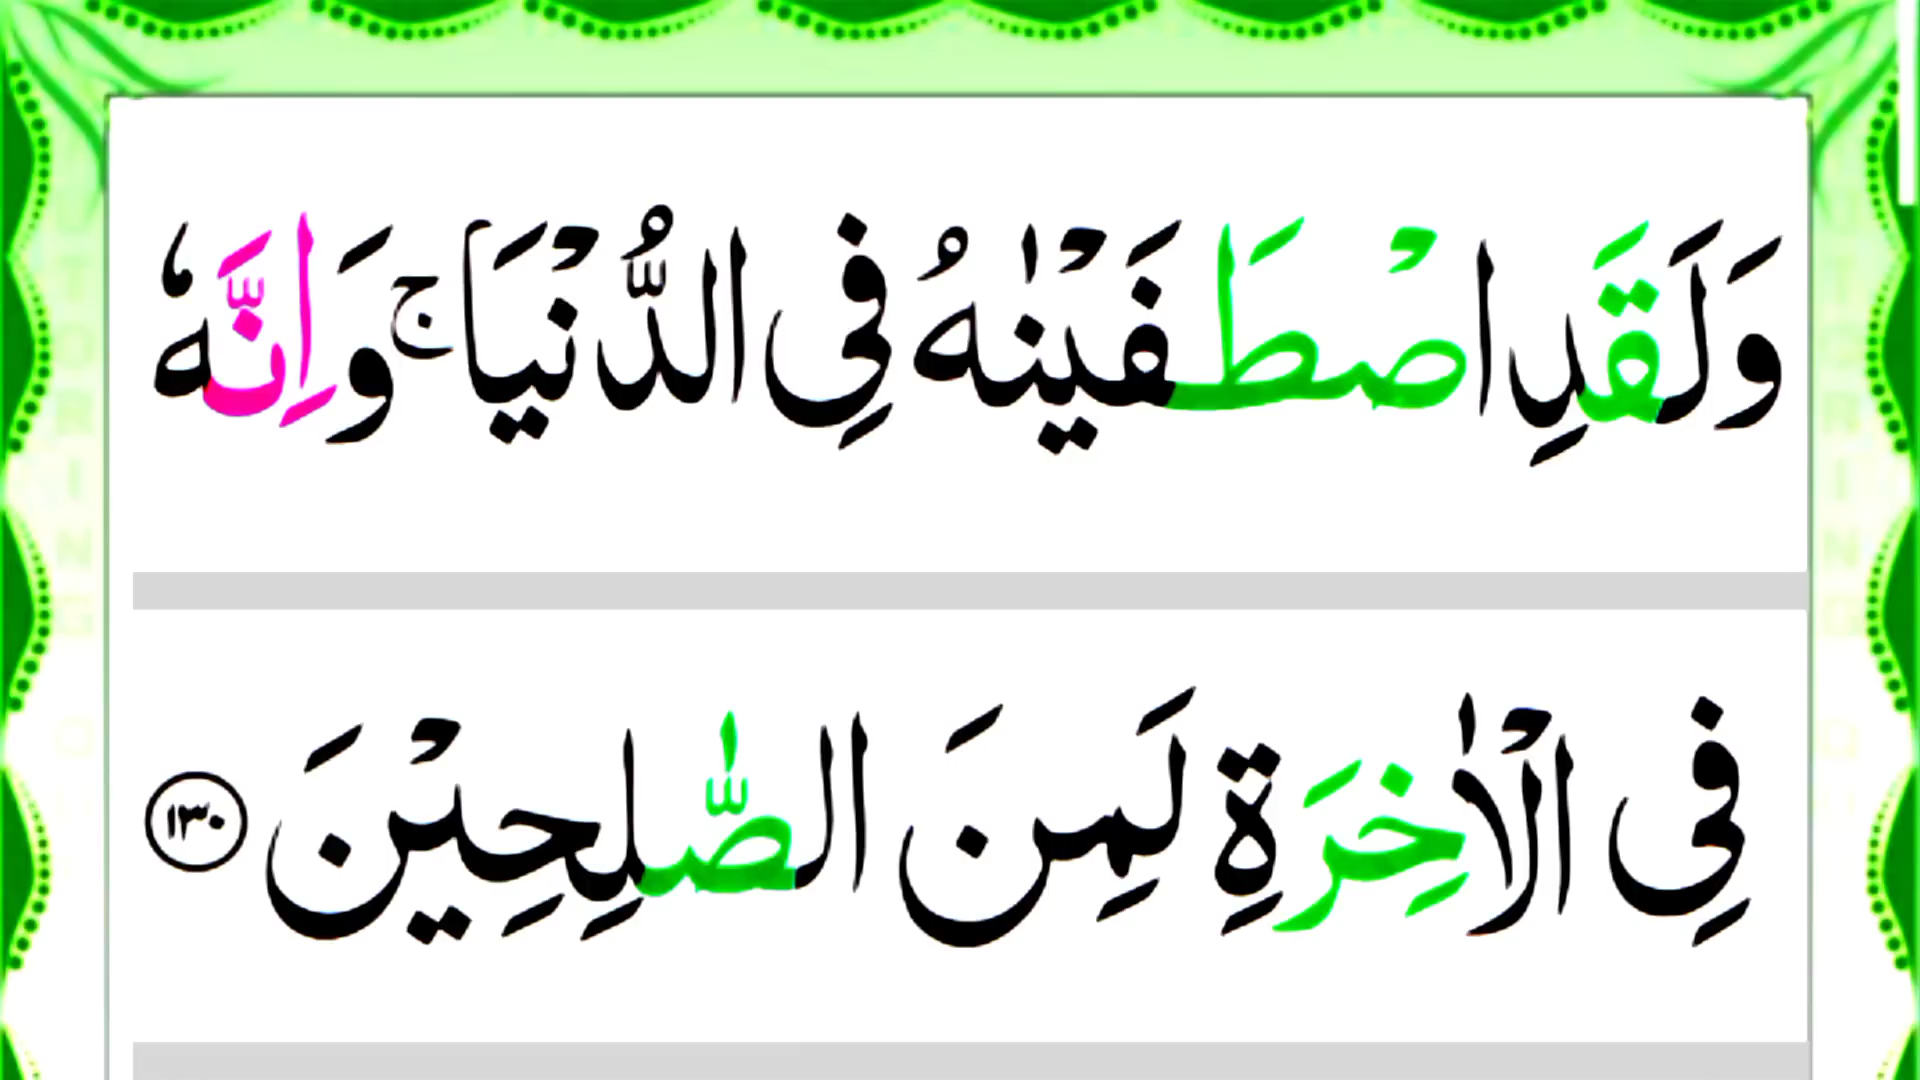 وَلَقَدِ اصْطَفَيْنٰهُ فِى الدُّنْيَا ۚ وَاِنَّهٗ
فِى الْاٰخِرَةِ لَمِنَ الصّٰلِحِيْنَ ۝١٣٠